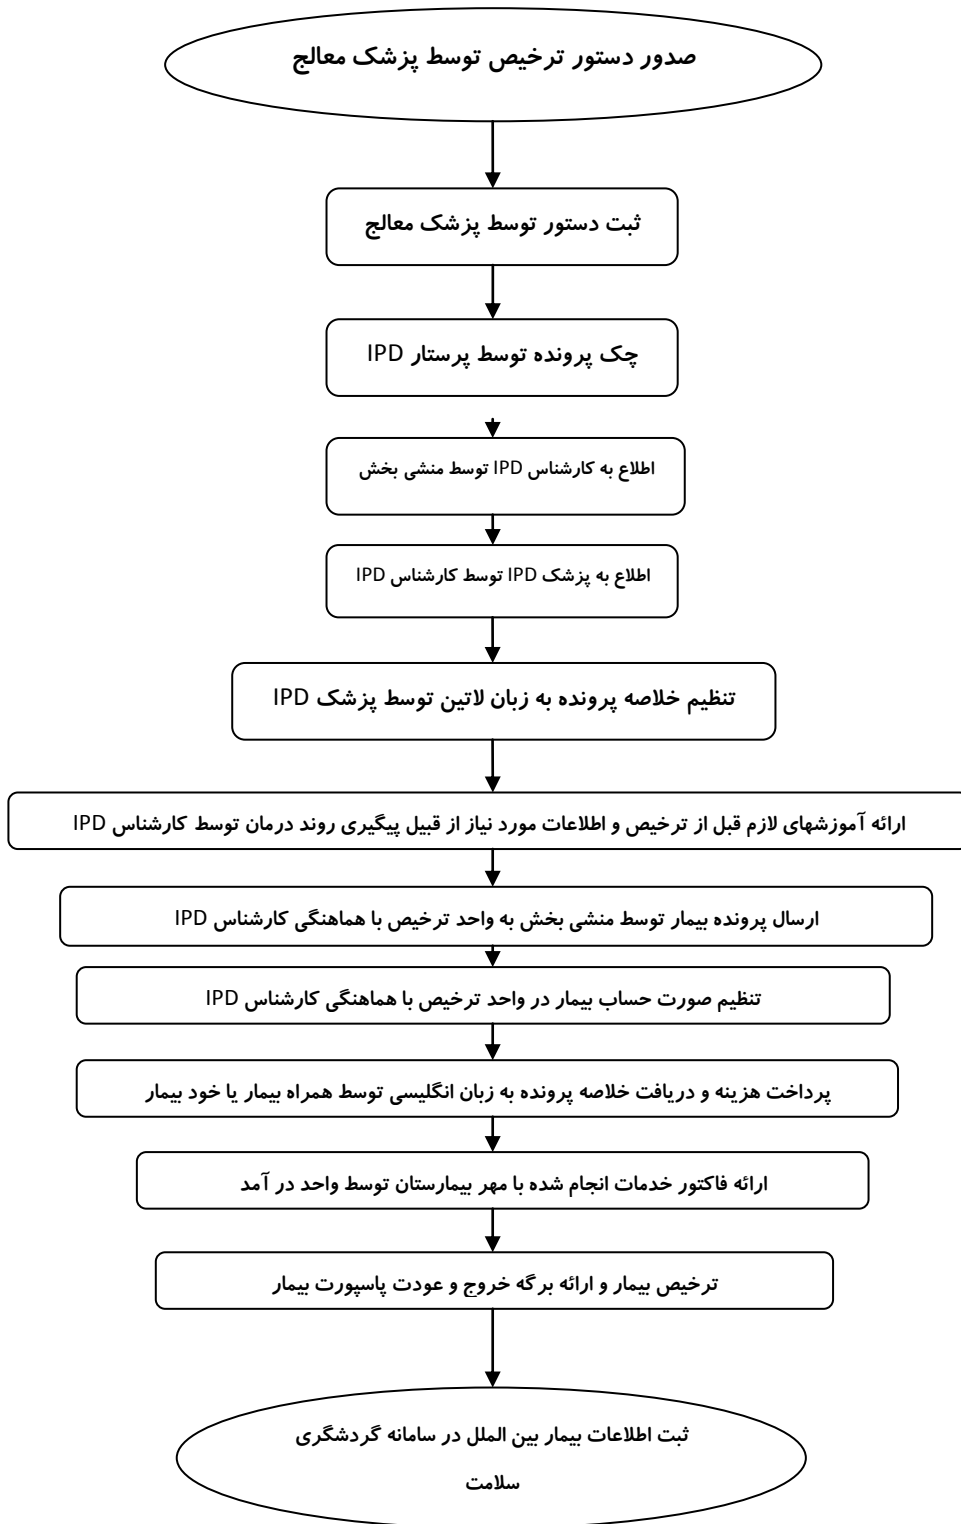 صدور دستور ترخیص توسط پزشک معالج
ثبت دستور توسط پزشک معالج
چک پرونده توسط پرستار IPD
اطلاع به کارشناس IPD توسط منشی بخش
اطلاع به پزشک IPD توسط کارشناس IPD
تنظیم خلاصه پرونده به زبان لاتین توسط پزشک IPD
ارائه آموزشهای لازم قبل از ترخیص و اطلاعات مورد نیاز از قبیل پیگیری روند درمان توسط کارشناس IPD
ارسال پرونده بیمار توسط منشی بخش به واحد ترخیص با هماهنگی کارشناس IPD
تنظیم صورت حساب بیمار در واحد ترخیص با هماهنگی کارشناس IPD
پرداخت هزینه و دریافت خلاصه پرونده به زبان انگلیسی توسط همراه بیمار یا خود بیمار
ارائه فاکتور خدمات انجام شده با مهر بیمارستان توسط واحد در آمد
ترخیص بیمار و ارائه برگه خروج و عودت پاسپورت بیمار
ثبت اطلاعات بیمار بین الملل در سامانه گردشگری
سلامت